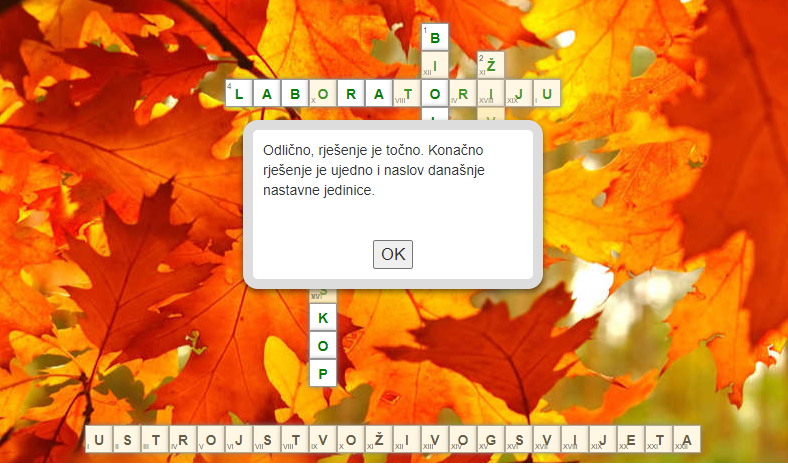 B
I
Ž
LABORATORIJU
Odlično, rješenje je točno. Konačno
rješenje je ujedno i naslov današnje
nastavne jedinice.
OK
S
K
O
P
USTROJSTVOŽIVOGSVIJETA